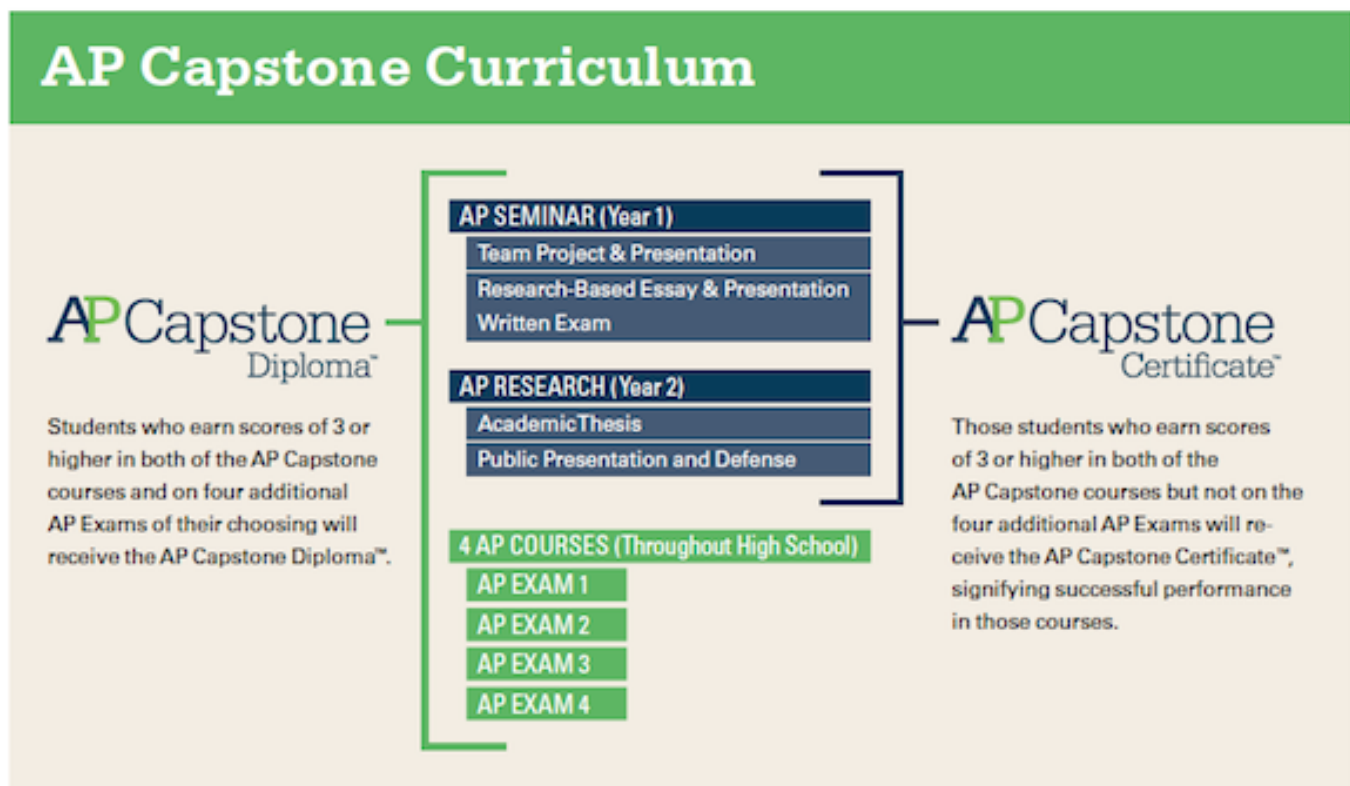 AP Capstone Curriculum
AP Capstone
Diploma™
Students who earn scores of 3 or
higher in both of the AP Capstone
courses and on four additional
AP Exams of their choosing will
receive the AP Capstone Diploma™.
AP SEMINAR (Year 1)
Team Project & Presentation
Research-Based Essay & Presentation
Written Exam
AP RESEARCH (Year 2)
AcademicThesis
Public Presentation and Defense
4 AP COURSES (Throughout High School)
AP EXAM 1
AP EXAM 2
AP EXAM 3
AP EXAM 4
AP Capstone
Certificate™
Those students who earn scores
of 3 or higher in both of the
AP Capstone courses but not on the
four additional AP Exams will re-
ceive the AP Capstone Certificate™,
signifying successful performance
in those courses.